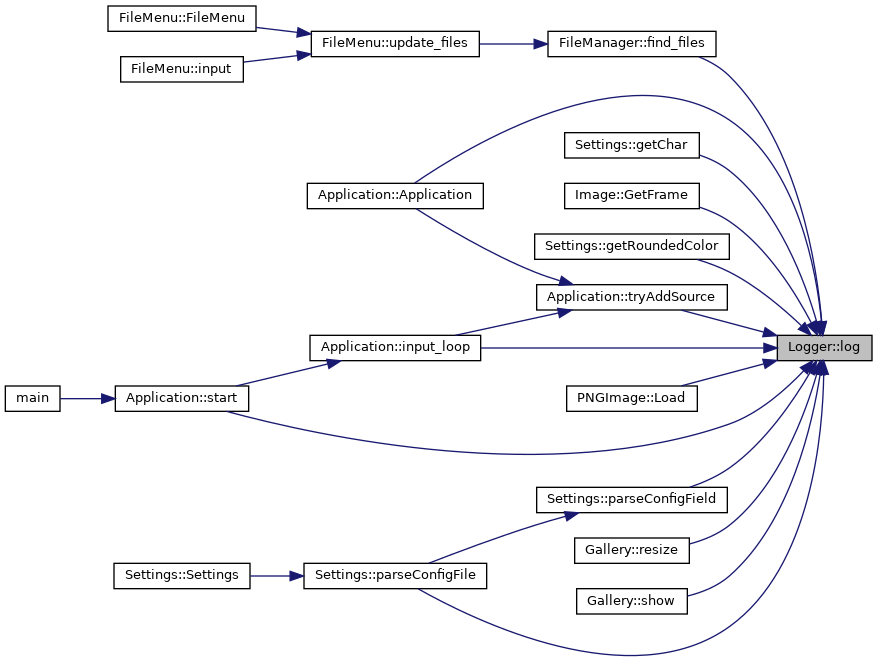 FileMenu::FileMenu
FileMenu::update_files
FileManager::find_files
FileMenu::input
Settings::getChar
Application::Application
Image::GetFrame
Settings::getRoundedColor
Application::tryAddSource
Application::input_loop
Logger::log
main
Application::start
PNGImage::Load
Settings::parseConfigField
Gallery::resize
Settings::Settings
Settings::parseConfigFile
Gallery::show